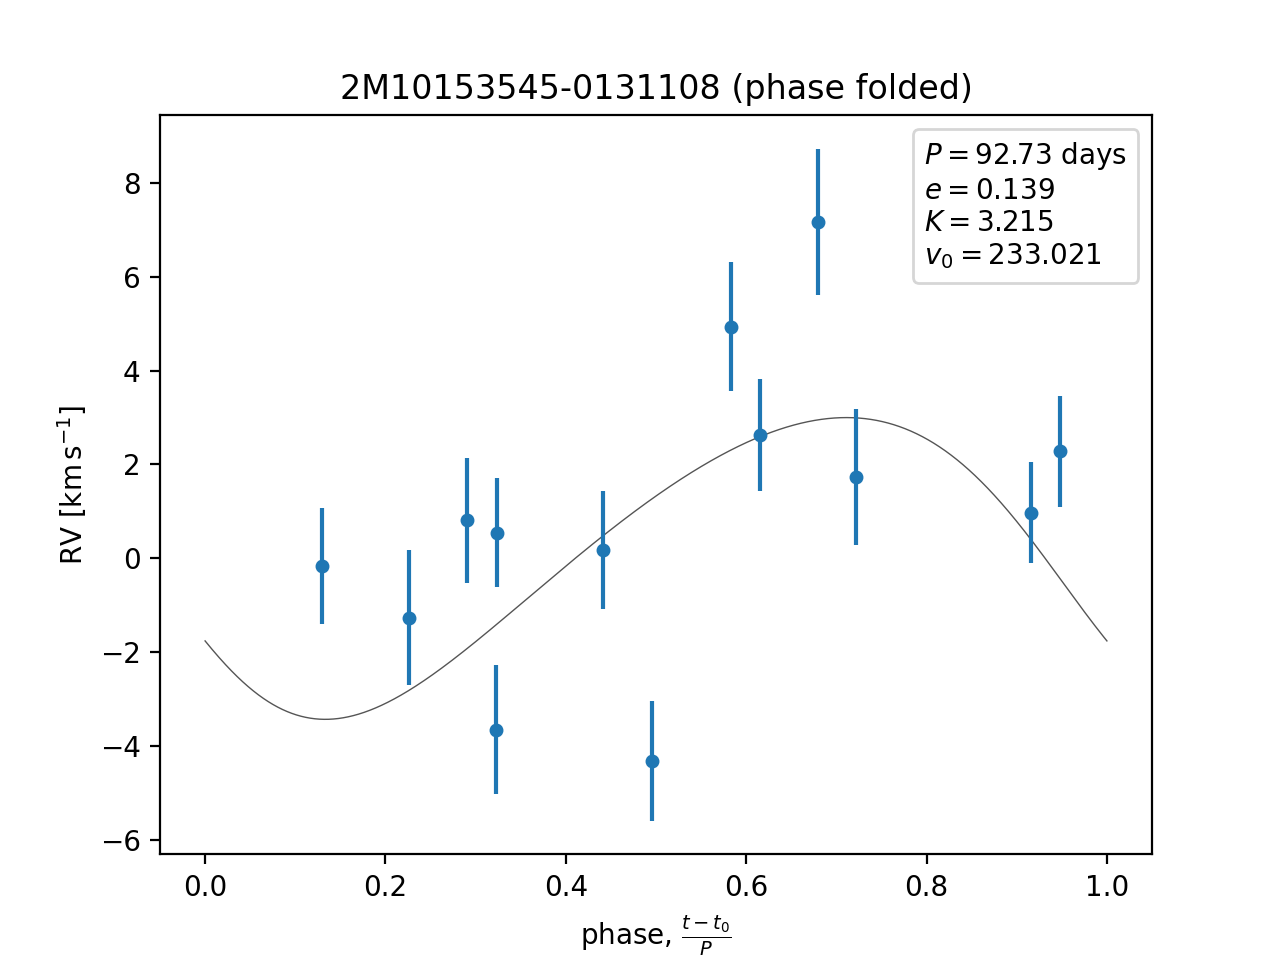 2M10153545-0131108 (phase folded)
P = 92.73 days
e = 0.139
K = 3.215
v₀ = 233.021
8
6
4
2
0
−2
−4
−6
RV [km s⁻¹]
0.0 0.2 0.4 0.6 0.8 1.0
phase, (t − t₀)/P